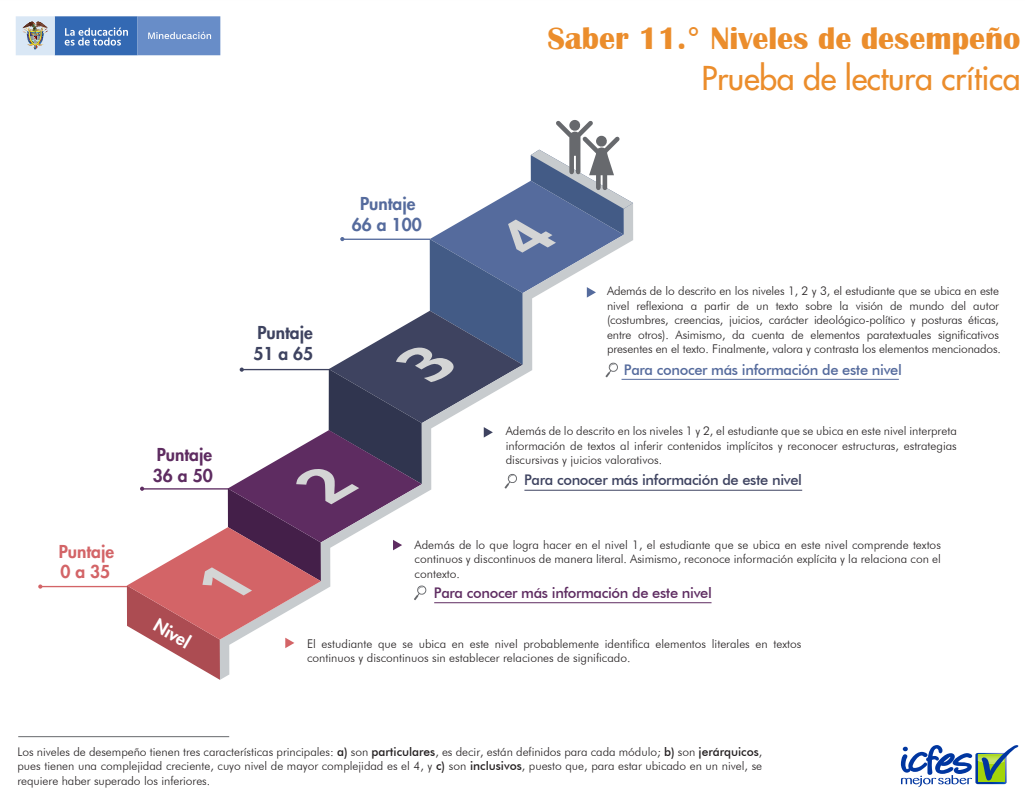 La educación
es de todos
Mineducación
Saber 11.° Niveles de desempeño
Prueba de lectura crítica
Puntaje
66 a 100
4
Además de lo descrito en los niveles 1, 2 y 3, el estudiante que se ubica en este
nivel reflexiona a partir de un texto sobre la visión de mundo del autor
(costumbres, creencias, juicios, carácter ideológico-político y posturas éticas,
entre otros). Asimismo, da cuenta de elementos paratextuales significativos
presentes en el texto. Finalmente, valora y contrasta los elementos mencionados.
Para conocer más información de este nivel
Puntaje
51 a 65
3
Además de lo descrito en los niveles 1 y 2, el estudiante que se ubica en este nivel interpreta
información de textos al inferir contenidos implícitos y reconocer estructuras, estrategias
discursivas y juicios valorativos.
Para conocer más información de este nivel
Puntaje
36 a 50
2
Además de lo que logra hacer en el nivel 1, el estudiante que se ubica en este nivel comprende textos
continuos y discontinuos de manera literal. Asimismo, reconoce información explícita y la relaciona con el
contexto.
Para conocer más información de este nivel
Puntaje
0 a 35
1
Nivel
El estudiante que se ubica en este nivel probablemente identifica elementos literales en textos
continuos y discontinuos sin establecer relaciones de significado.
Los niveles de desempeño tienen tres características principales: a) son particulares, es decir, están definidos para cada módulo; b) son jerárquicos,
pues tienen una complejidad creciente, cuyo nivel de mayor complejidad es el 4, y c) son inclusivos, puesto que, para estar ubicado en un nivel, se
requiere haber superado los inferiores.
icfes
mejor saber